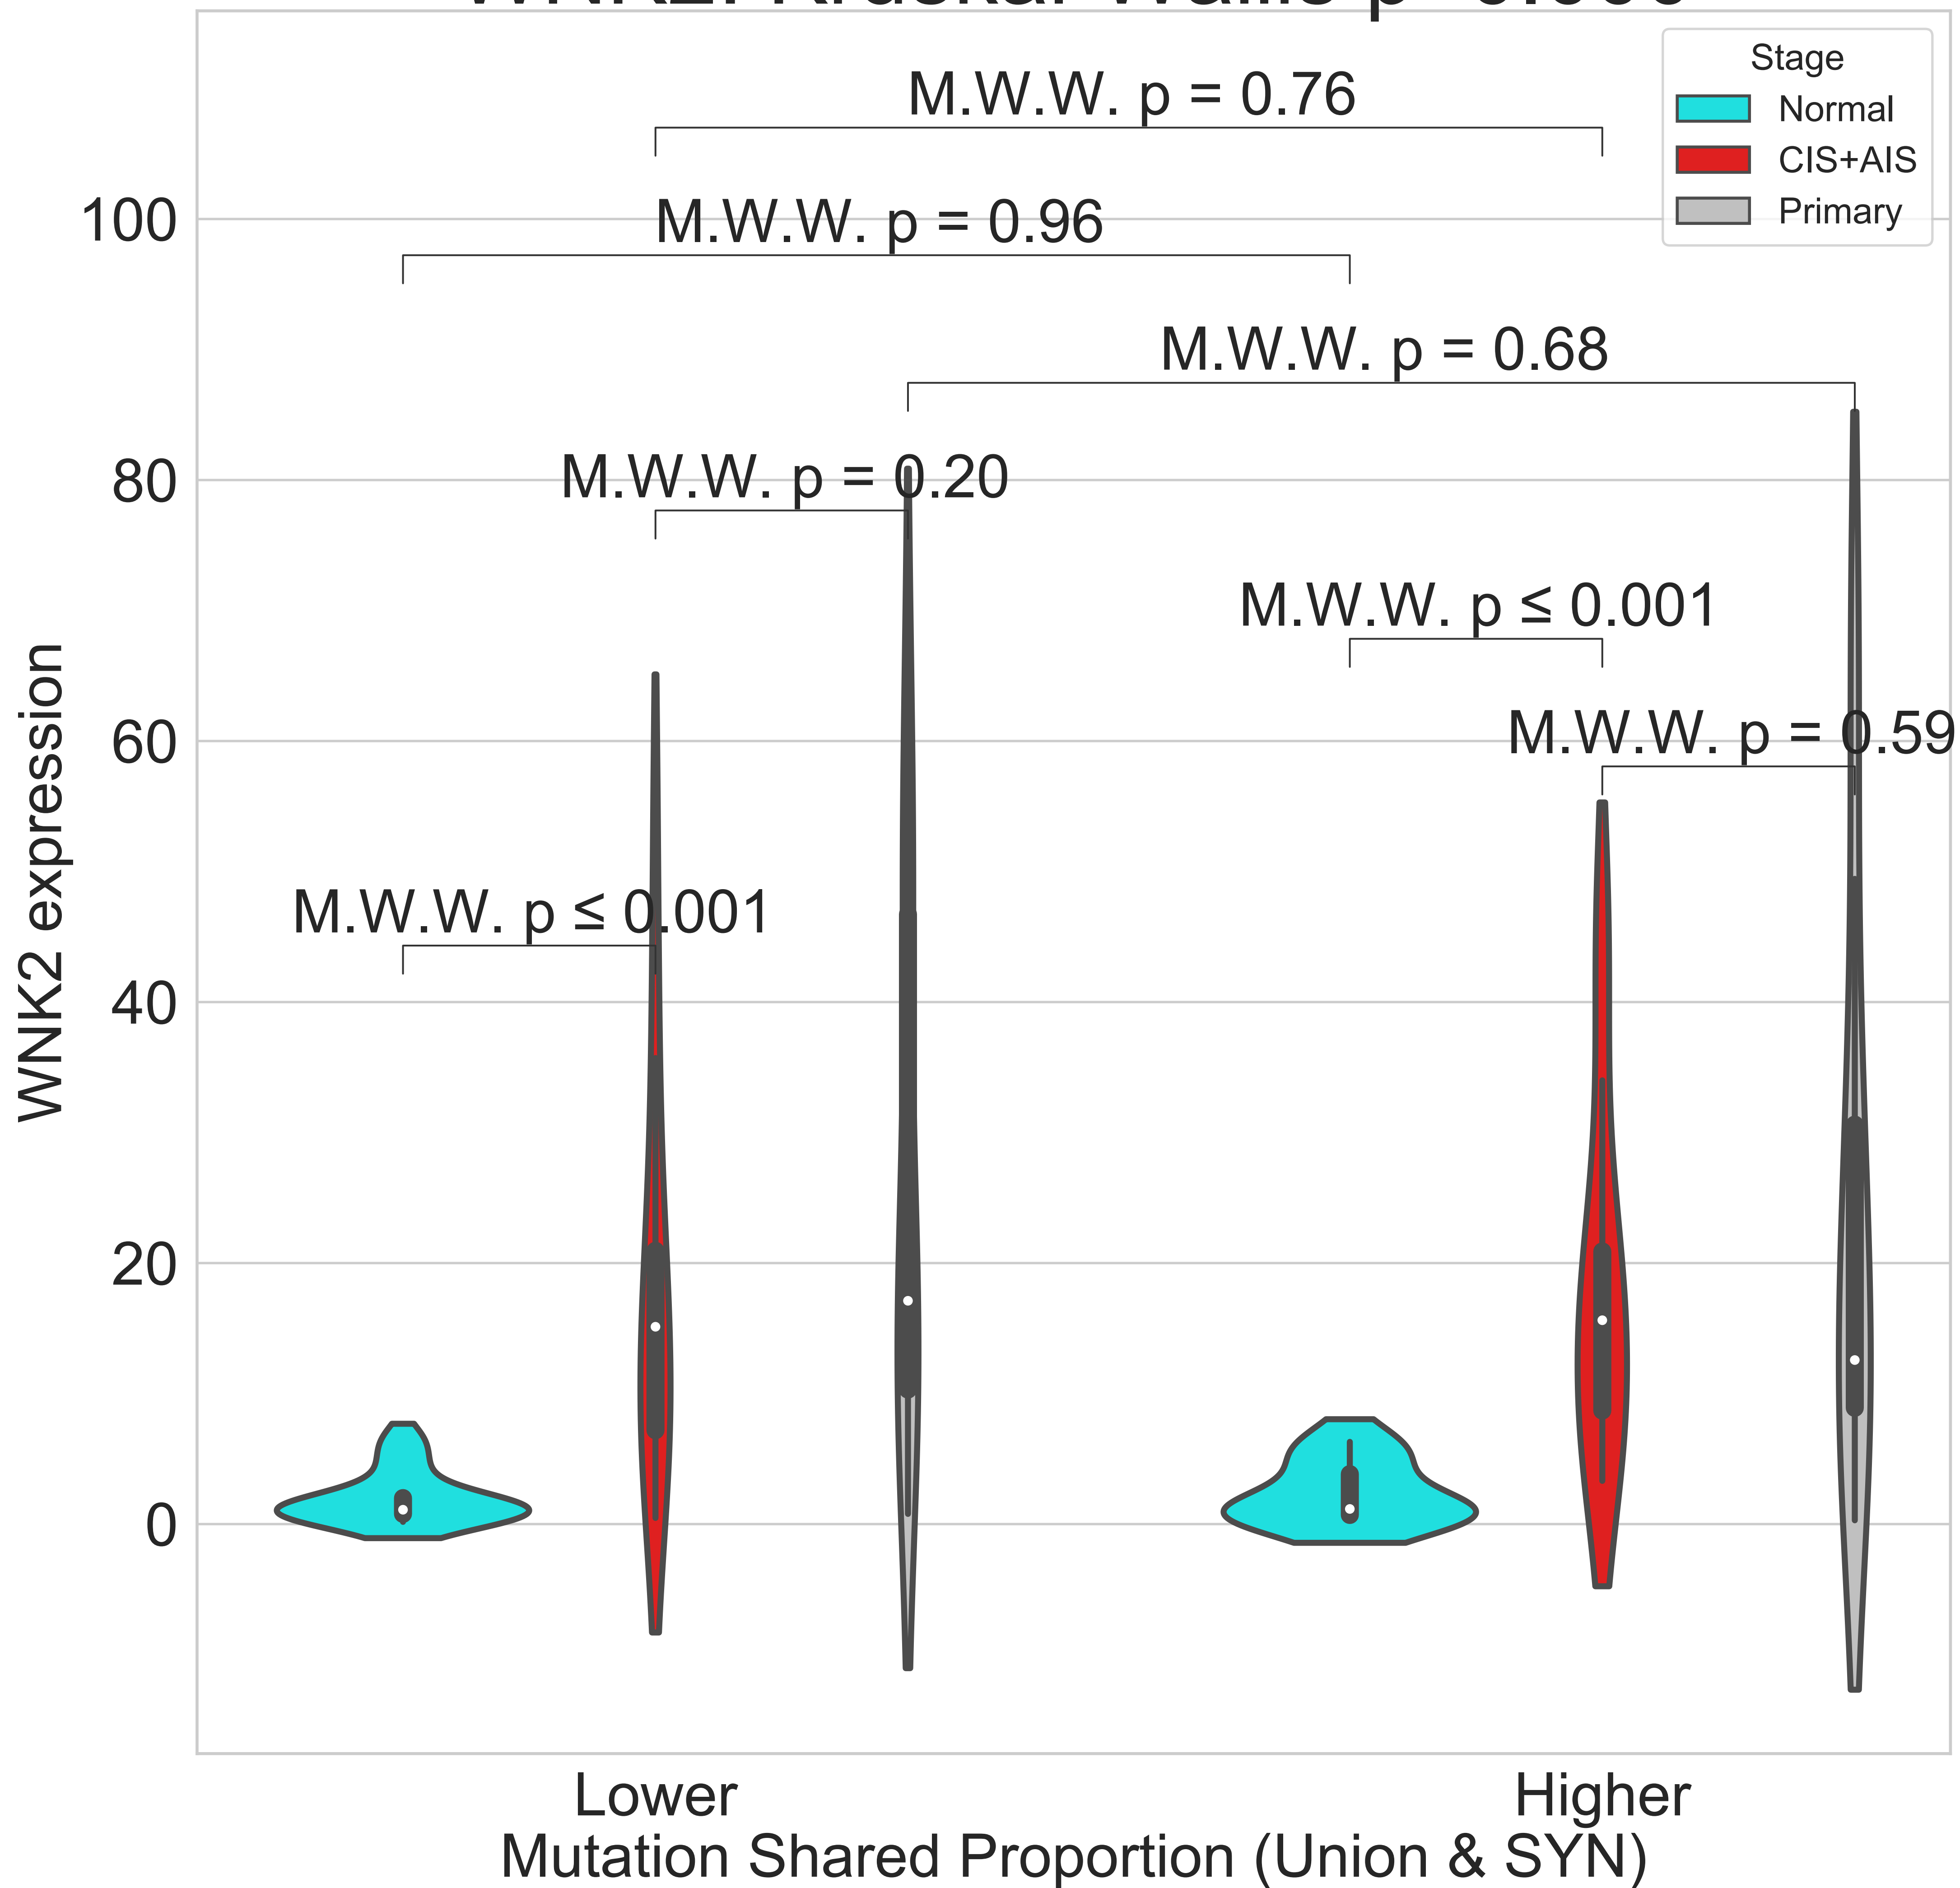 Stage
Normal
CIS+AIS
Primary
M.W.W. p = 0.76
M.W.W. p = 0.96
M.W.W. p = 0.68
M.W.W. p = 0.20
M.W.W. p ≤ 0.001
M.W.W. p = 0.59
M.W.W. p ≤ 0.001
100
80
60
40
20
0
WNK2 expression
Lower
Higher
Mutation Shared Proportion (Union & SYN)